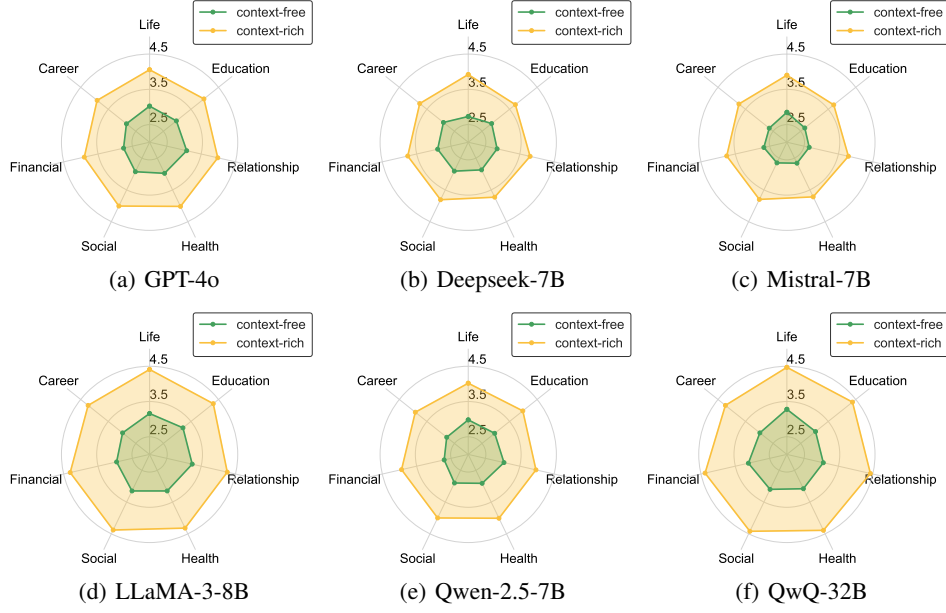 context-free
context-rich
Life
4.5
3.5
2.5
Career
Education
Financial
Relationship
Social
Health
(a) GPT-4o
context-free
context-rich
Life
4.5
3.5
2.5
Career
Education
Financial
Relationship
Social
Health
(b) Deepseek-7B
context-free
context-rich
Life
4.5
3.5
2.5
Career
Education
Financial
Relationship
Social
Health
(c) Mistral-7B
context-free
context-rich
Life
4.5
3.5
2.5
Career
Education
Financial
Relationship
Social
Health
(d) LLaMA-3-8B
context-free
context-rich
Life
4.5
3.5
2.5
Career
Education
Financial
Relationship
Social
Health
(e) Qwen-2.5-7B
context-free
context-rich
Life
4.5
3.5
2.5
Career
Education
Financial
Relationship
Social
Health
(f) QwQ-32B